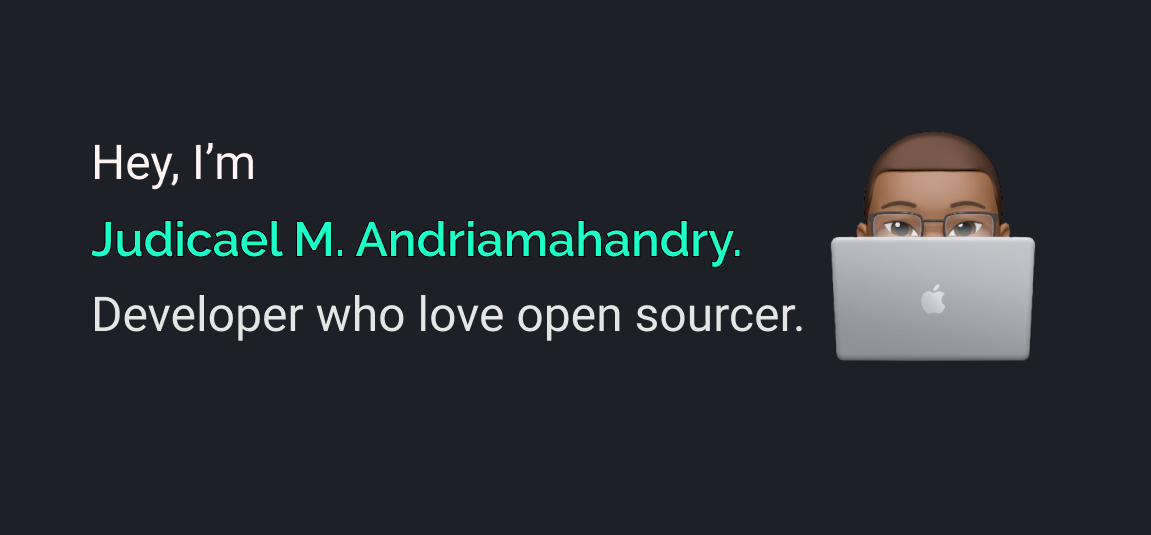 Hey, I’m
Judicael M. Andriamahandry.
Developer who love open sourcer.